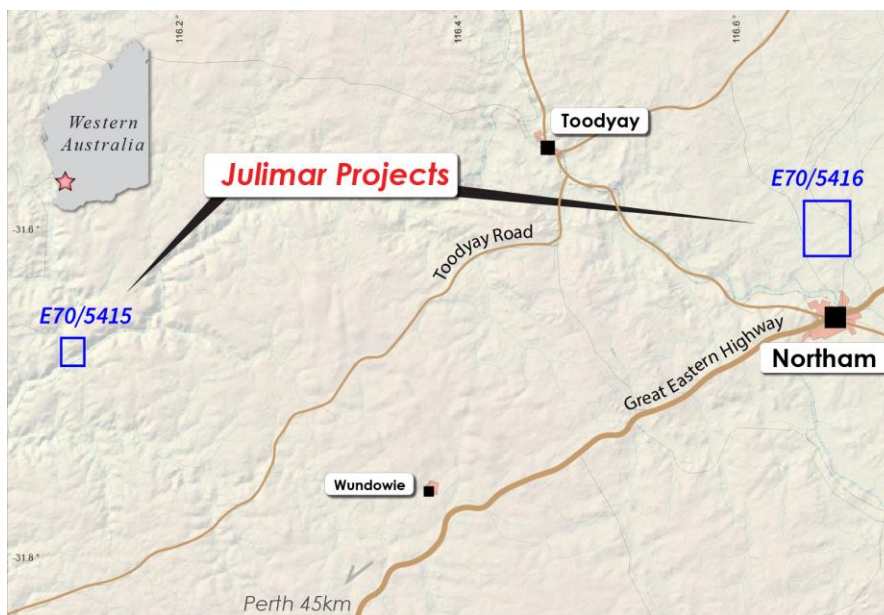 116.2 °
116.4 °
116.6 °
Western
Australia
Toodyay
Julimar Projects
E70/5416
-31.6 °
Toodyay Road
E70/5415
Great Eastern Highway
Northam
Wundowie
-31.8 °
Perth 45km